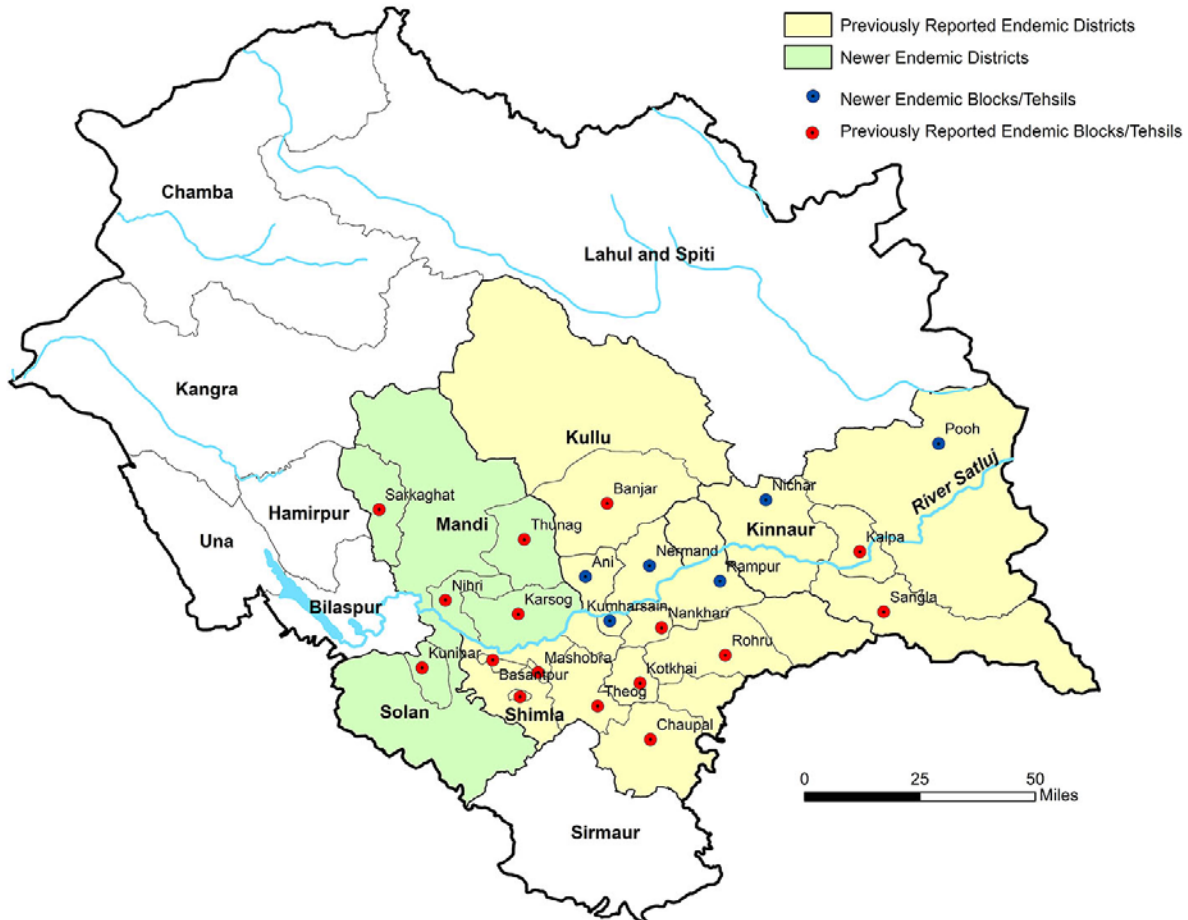 Previously Reported Endemic Districts
Newer Endemic Districts
Newer Endemic Blocks/Tehsils
Previously Reported Endemic Blocks/Tehsils
Chamba
Lahul and Spiti
Kangra
Kullu
Pooh
River Satluj
Banjar
Nichar
Sarkaghat
Hamirpur
Mandi
Kinnaur
Una
Thunag
Kalpa
Ani
Nermand
Rampur
Nihri
Karsog
Bilaspur
Kumharsain
Nankhari
Sangla
Kunihar
Mashobra
Rohru
Basantpur
Kotkhai
Solan
Shimla
Theog
Chaupal
0 25 50
Miles
Sirmaur